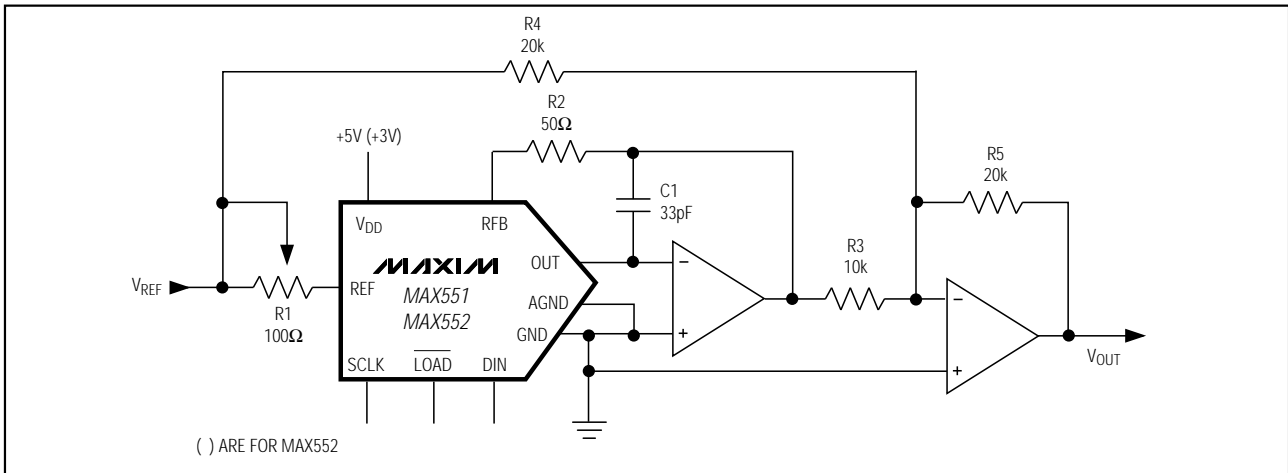 R4
20k
R2
50Ω
+5V (+3V)
R5
20k
C1
33pF
VDD
RFB
MAXIM
MAX551
MAX552
OUT
AGND
GND
REF
VREF
R1
100Ω
R3
10k
SCLK
LOAD
DIN
−
+
−
+
VOUT
( ) ARE FOR MAX552